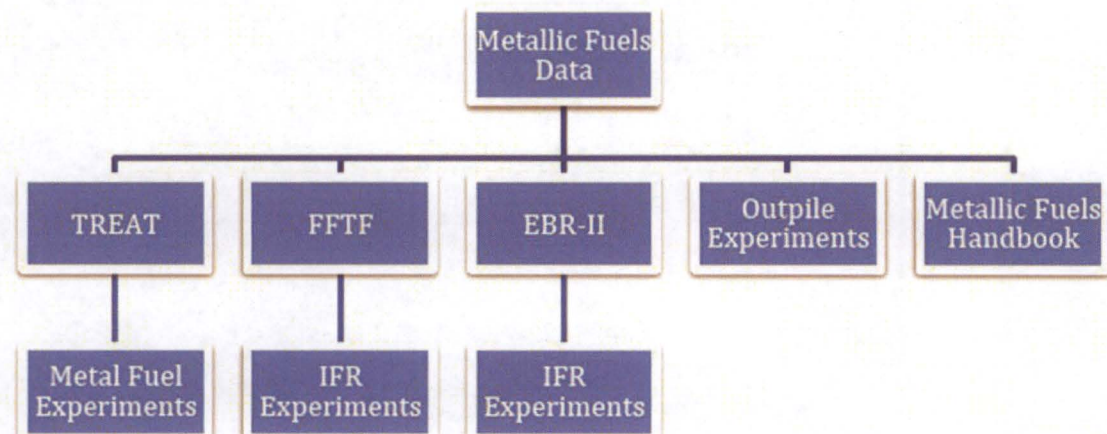 Metallic Fuels
Data
TREAT
FFTF
EBR-II
Outpile
Experiments
Metallic Fuels
Handbook
Metal Fuel
Experiments
IFR
Experiments
IFR
Experiments